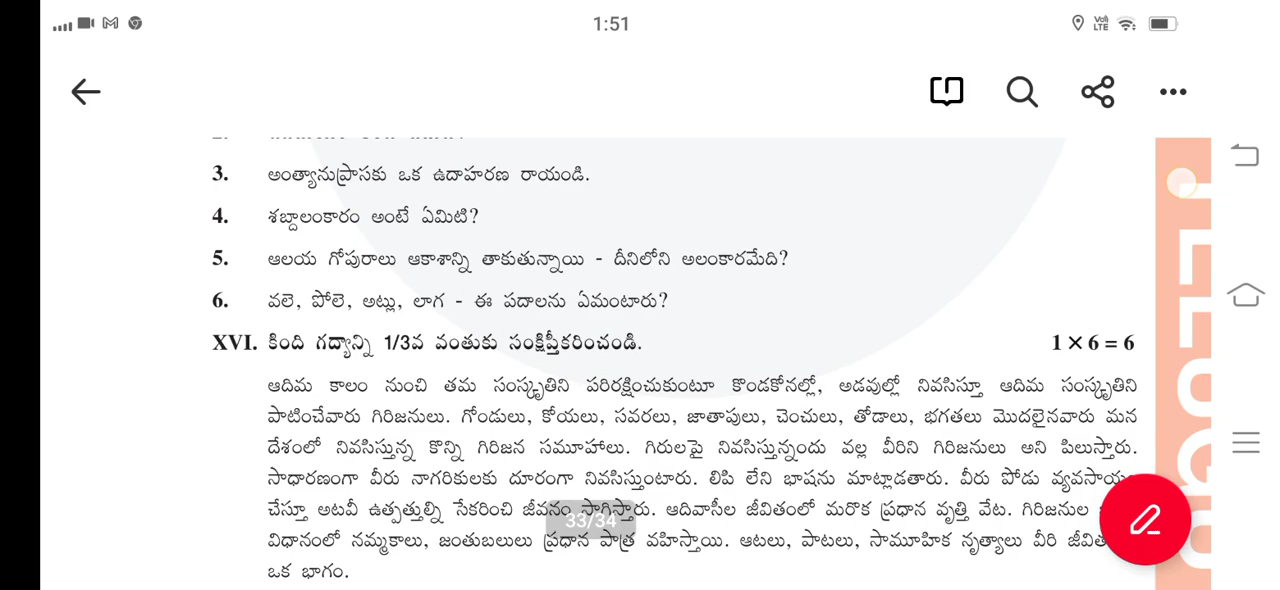 1:51
Vo)) LTE
3. అంత్యానుప్రాసకు ఒక ఉదాహరణ రాయండి.
4. శబ్దాలంకారం అంటే ఏమిటి?
5. ఆలయ గోపురాలు ఆకాశాన్ని తాకుతున్నాయి - దీనిలోని అలంకారమేది?
6. వలె, పోలె, అట్లు, లాగ - ఈ పదాలను ఏమంటారు?
XVI. కింది గద్యాన్ని 1/3వ వంతుకు సంక్షిప్తీకరించండి. 1 × 6 = 6
ఆదిమ కాలం నుంచి తమ సంస్కృతిని పరిరక్షించుకుంటూ కొండకోనల్లో, అడవుల్లో నివసిస్తూ ఆదిమ సంస్కృతిని
పాటించేవారు గిరిజనులు. గోండులు, కోయలు, సవరలు, జాతాపులు, చెంచులు, తోడాలు, భగతలు మొదలైనవారు మన
దేశంలో నివసిస్తున్న కొన్ని గిరిజన సమూహాలు. గిరులపై నివసిస్తున్నందు వల్ల వీరిని గిరిజనులు అని పిలుస్తారు.
సాధారణంగా వీరు నాగరికులకు దూరంగా నివసిస్తుంటారు. లిపి లేని భాషను మాట్లాడతారు. వీరు పోడు వ్యవసాయం
చేస్తూ అటవీ ఉత్పత్తుల్ని సేకరించి జీవనం సాగిస్తారు. ఆదివాసీల జీవితంలో మరొక ప్రధాన వృత్తి వేట. గిరిజనుల
33/34
విధానంలో నమ్మకాలు, జంతుబలులు ప్రధాన పాత్ర వహిస్తాయి. ఆటలు, పాటలు, సామూహిక నృత్యాలు వీరి
ఒక భాగం.